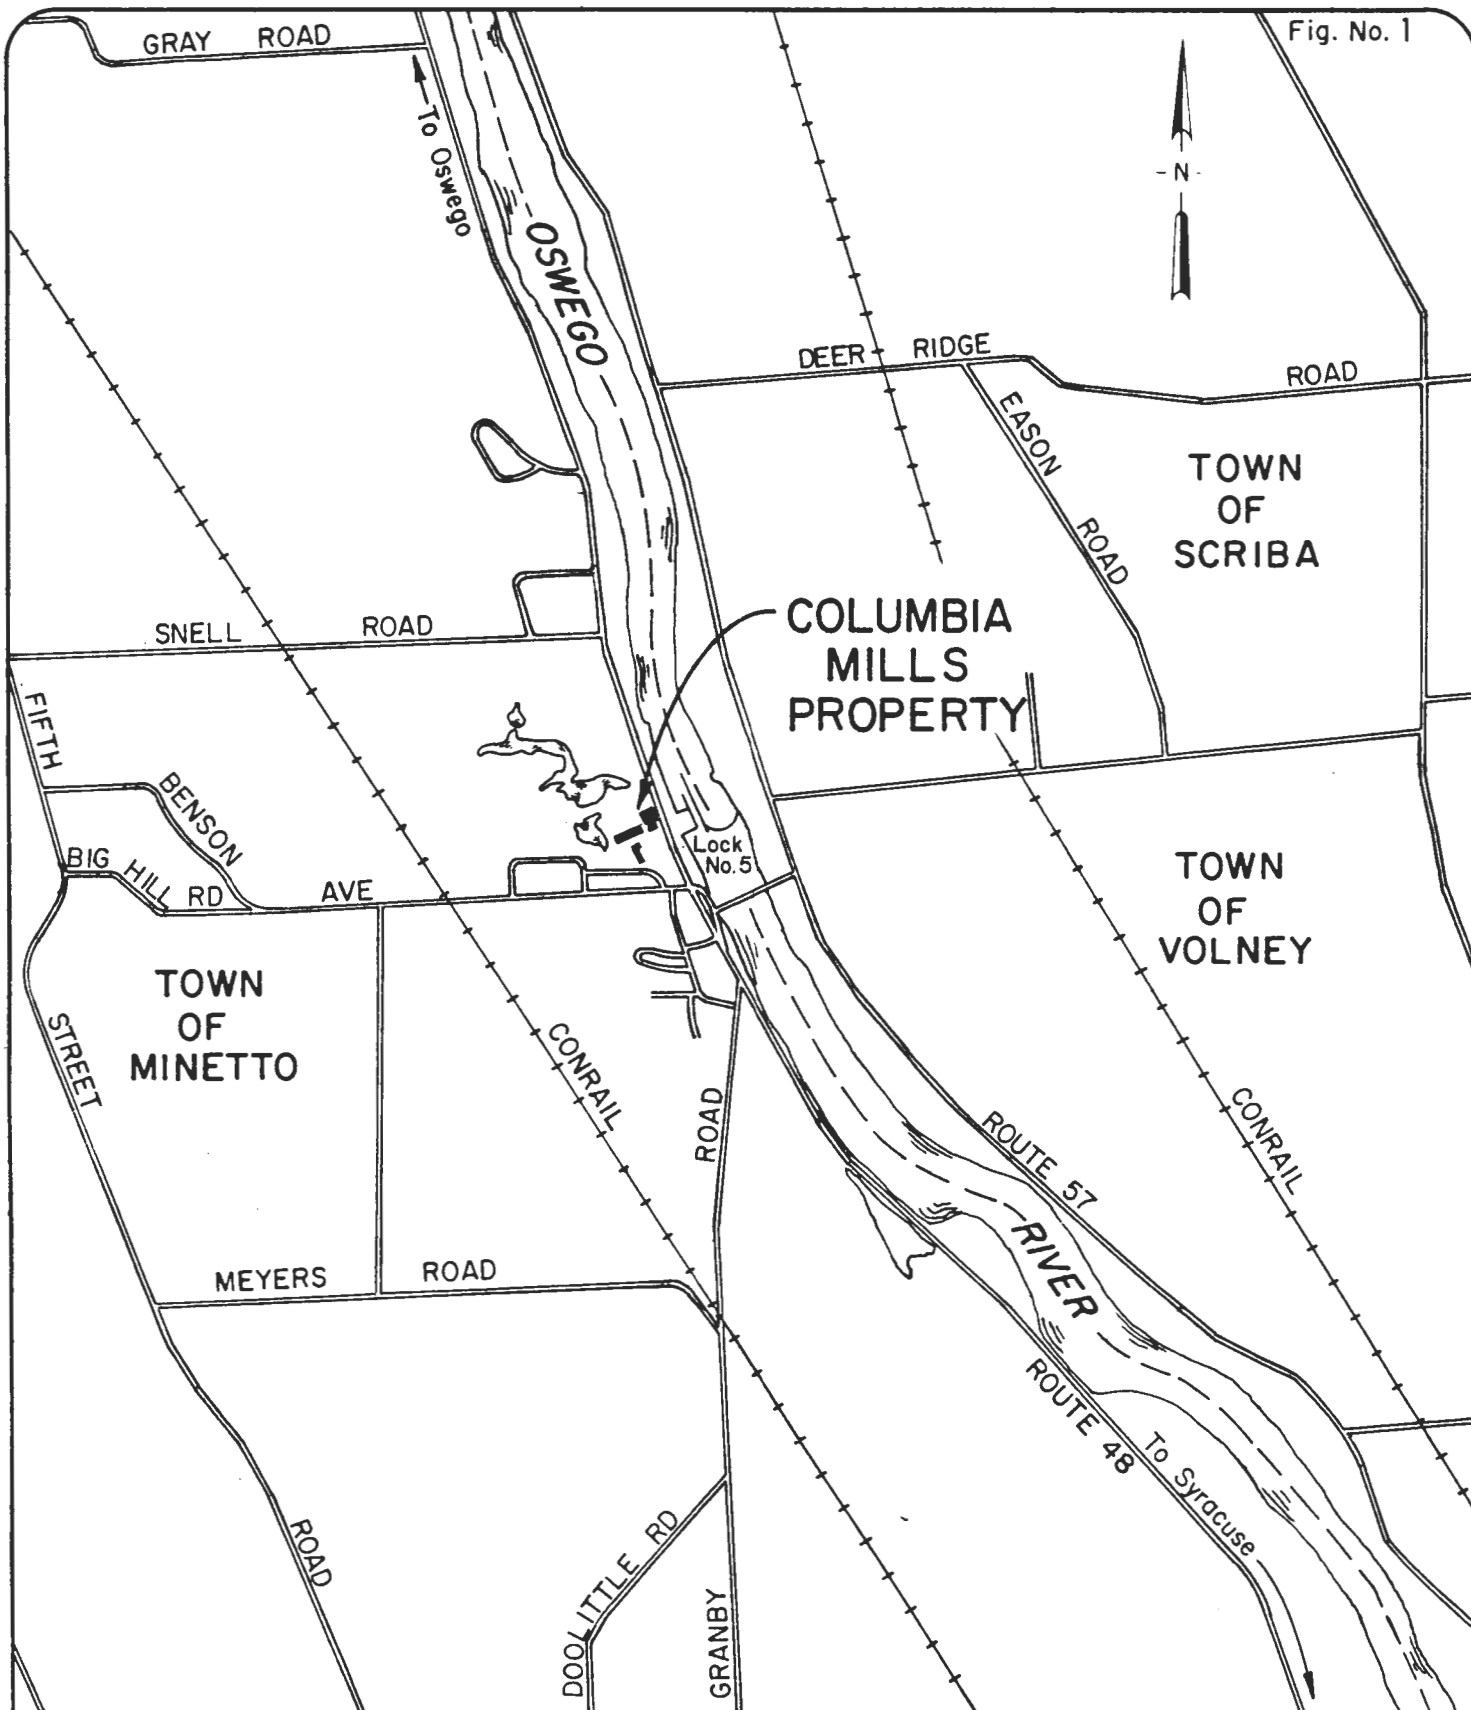 Fig. No. 1
GRAY ROAD
To Oswego
N
OSWEGO
DEER RIDGE ROAD
EASON ROAD
TOWN
OF
SCRIBA
SNELL ROAD
COLUMBIA
MILLS
PROPERTY
FIFTH
BENSON
BIG HILL RD
AVE
Lock
No. 5
TOWN
OF
VOLNEY
TOWN
OF
MINETTO
STREET
CONRAIL
ROAD
ROUTE 57
CONRAIL
RIVER
MEYERS ROAD
ROUTE 48
To Syracuse
ROAD
DOOLITTLE RD
GRANBY